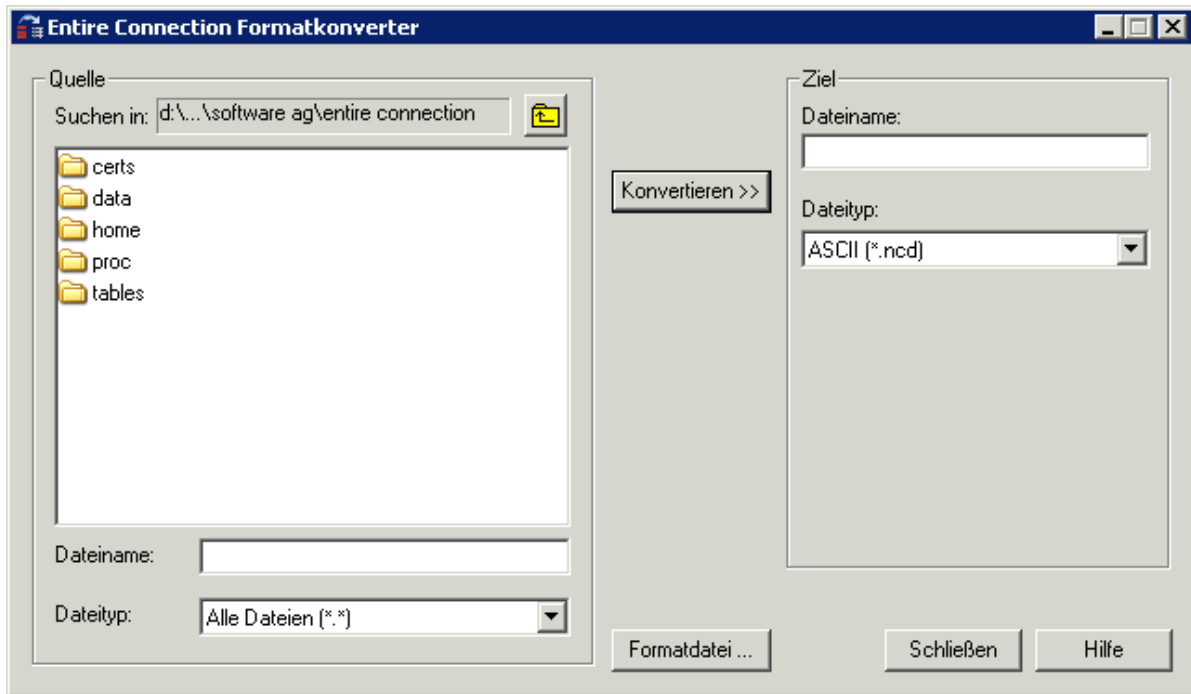 Entire Connection Formatkonverter
Quelle
Suchen in: d:\...\software ag\entire connection
certs
data
home
proc
tables
Dateiname:
Dateityp: Alle Dateien (*.*)
Konvertieren >>
Ziel
Dateiname:
Dateityp:
ASCII (*.ncd)
Formatdatei ...
Schließen
Hilfe